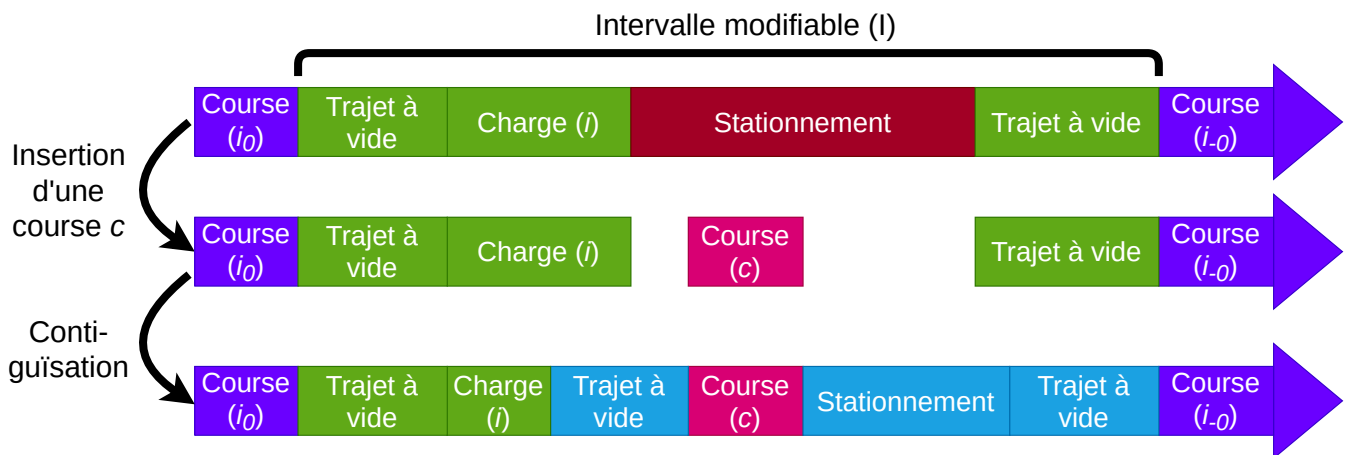 Intervalle modifiable (I)
Course
(i0)
Trajet à
vide
Charge (i)
Stationnement
Trajet à vide
Course
(i-0)
Insertion
d'une
course c
Course
(i0)
Trajet à
vide
Charge (i)
Course
(c)
Trajet à vide
Course
(i-0)
Conti-
guïsation
Course
(i0)
Trajet à
vide
Charge
(i)
Trajet à
vide
Course
(c)
Stationnement
Trajet à
vide
Course
(i-0)